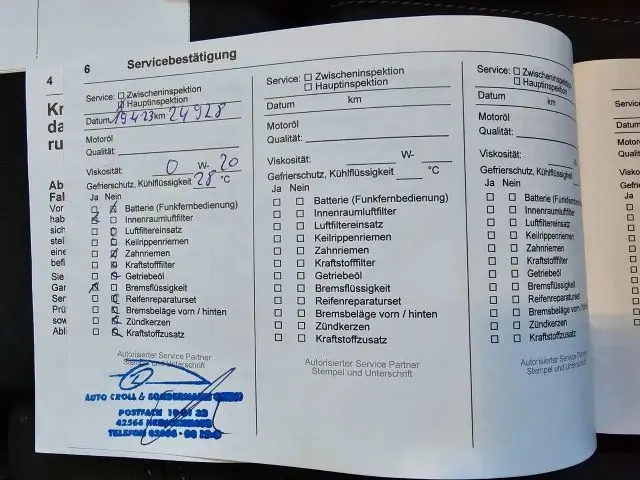 4
6
Servicebestätigung
Service: Zwischeninspektion
Hauptinspektion
Datum 19.4.23 km 24928
Motoröl
Qualität:
Viskosität: 0 W- 20
Gefrierschutz, Kühlflüssigkeit 28 °C
Ja Nein
Batterie (Funkfernbedienung)
Innenraumluftfilter
Luftfiltereinsatz
Keilrippenriemen
Zahnriemen
Kraftstofffilter
Getriebeöl
Bremsflüssigkeit
Reifenreparaturset
Bremsbeläge vorn / hinten
Zündkerzen
Kraftstoffzusatz
Autorisierter Service Partner
Stempel und Unterschrift
AUTO CROLL &
POSTFACH
42566
TELEFON
Service: Zwischeninspektion
Hauptinspektion
Datum km
Motoröl
Qualität:
Viskosität: W-
Gefrierschutz, Kühlflüssigkeit °C
Ja Nein
Batterie (Funkfernbedienung)
Innenraumluftfilter
Luftfiltereinsatz
Keilrippenriemen
Zahnriemen
Kraftstofffilter
Getriebeöl
Bremsflüssigkeit
Reifenreparaturset
Bremsbeläge vorn / hinten
Zündkerzen
Kraftstoffzusatz
Autorisierter Service Partner
Stempel und Unterschrift
Service: Zwischeninspektion
Hauptinspektion
Datum km
Motoröl
Qualität:
Viskosität: W-
Gefrierschutz, Kühlflüssigkeit
Ja Nein
Batterie
Innenraumluftfilter
Luftfiltereinsatz
Keilrippenriemen
Zahnriemen
Kraftstofffilter
Getriebeöl
Bremsflüssigkeit
Reifenreparaturset
Bremsbeläge vorn / hinten
Zündkerzen
Kraftstoffzusatz
Autorisierter Service
Stempel und